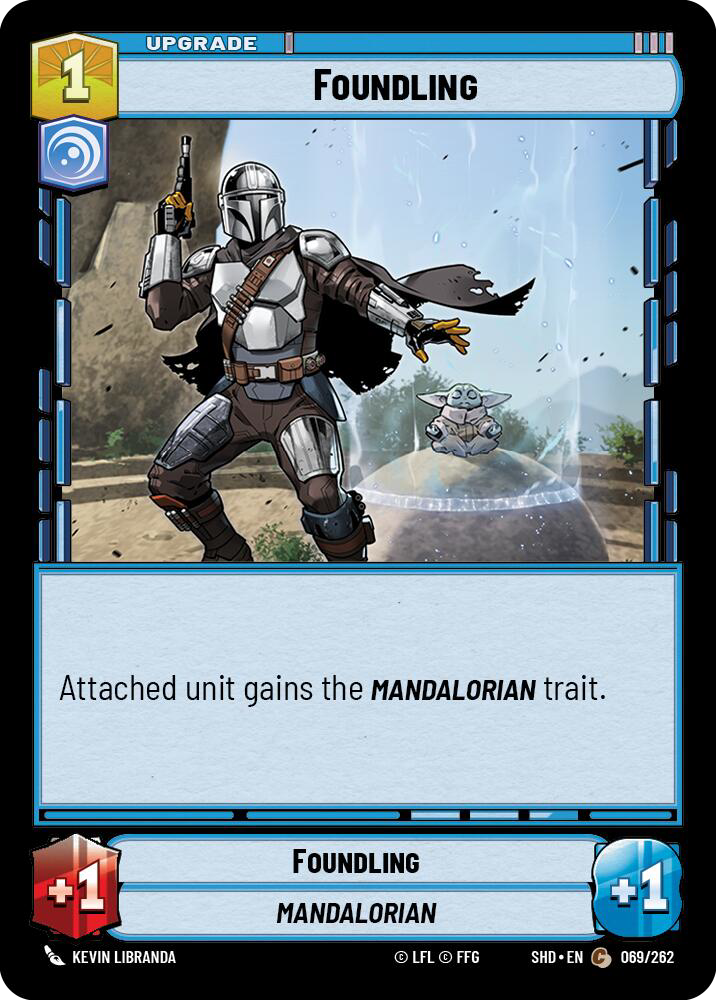 UPGRADE
1
FOUNDLING
Attached unit gains the MANDALORIAN trait.
+1
FOUNDLING
+1
MANDALORIAN
KEVIN LIBRANDA
© LFL © FFG
SHD • EN
C
069/262